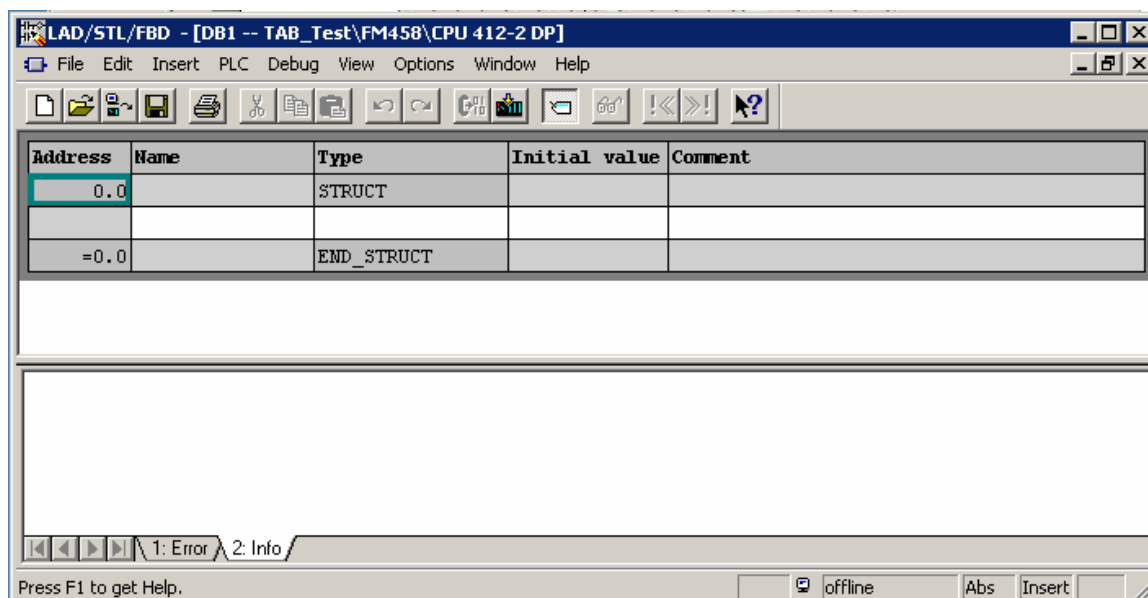 LAD/STL/FBD - [DB1 -- TAB_Test\FM458\CPU 412-2 DP]
File Edit Insert PLC Debug View Options Window Help
Address Name Type Initial value Comment
0.0 STRUCT
=0.0 END_STRUCT
1: Error 2: Info
Press F1 to get Help. offline Abs Insert